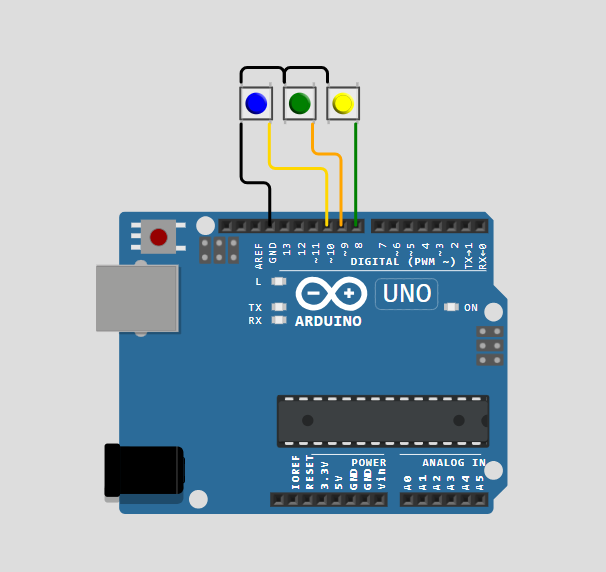 AREF
GND
13
12
~11
~10
~9
8
7
~6
~5
4
~3
2
TX→1
RX←0
DIGITAL (PWM ~)
L
TX
RX
UNO
ARDUINO
ON
POWER
ANALOG IN
IOREF
RESET
3.3V
5V
GND
GND
Vin
A0
A1
A2
A3
A4
A5